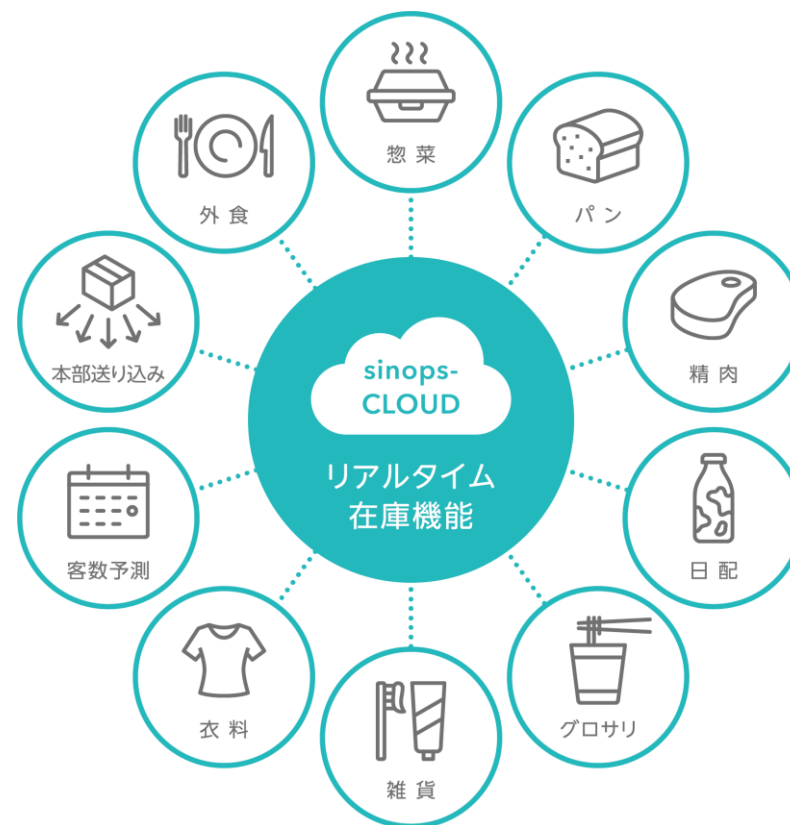 惣菜
パン
精肉
日配
グロサリ
雑貨
衣料
客数予測
本部送り込み
外食
sinops-
CLOUD
リアルタイム
在庫機能